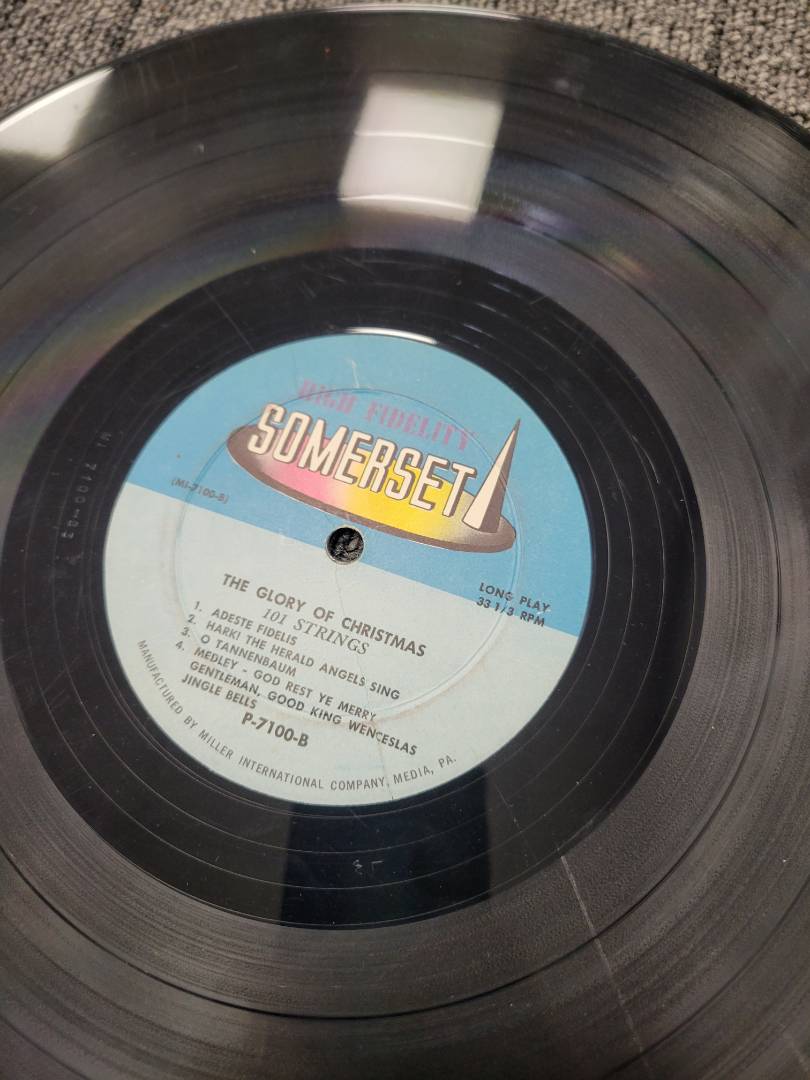 HIGH FIDELITY
SOMERSET
(MI-7100-B)
LONG PLAY
33 1/3 RPM
THE GLORY OF CHRISTMAS
101 STRINGS
1. ADESTE FIDELIS
2. HARK! THE HERALD ANGELS SING
3. O TANNENBAUM
4. MEDLEY - GOD REST YE MERRY
GENTLEMAN, GOOD KING WENCESLAS
JINGLE BELLS
P-7100-B
MANUFACTURED BY MILLER INTERNATIONAL COMPANY, MEDIA, PA.